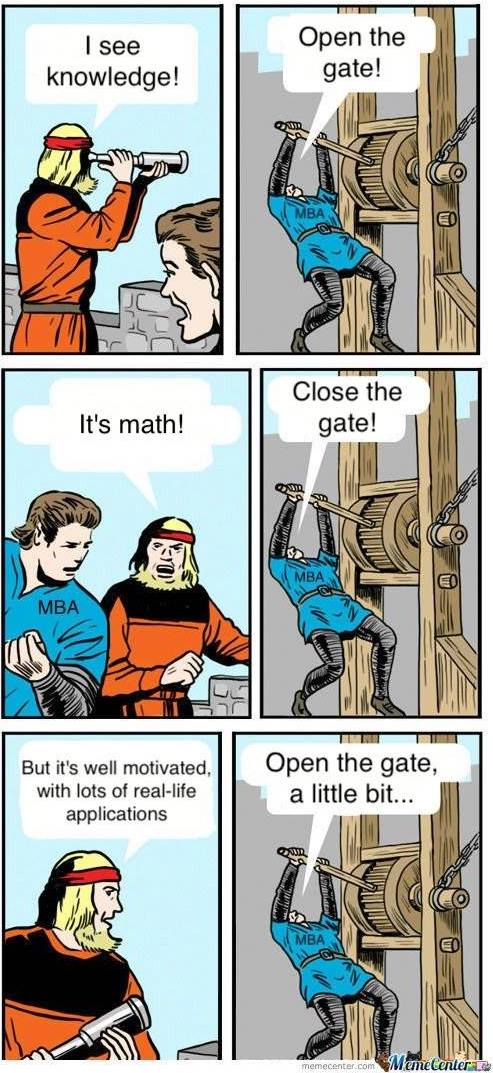 I see
knowledge!
Open the
gate!
MBA
It's math!
MBA
Close the
gate!
MBA
But it's well motivated,
with lots of real-life
applications
Open the gate,
a little bit...
MBA
memecenter.com MemeCenter